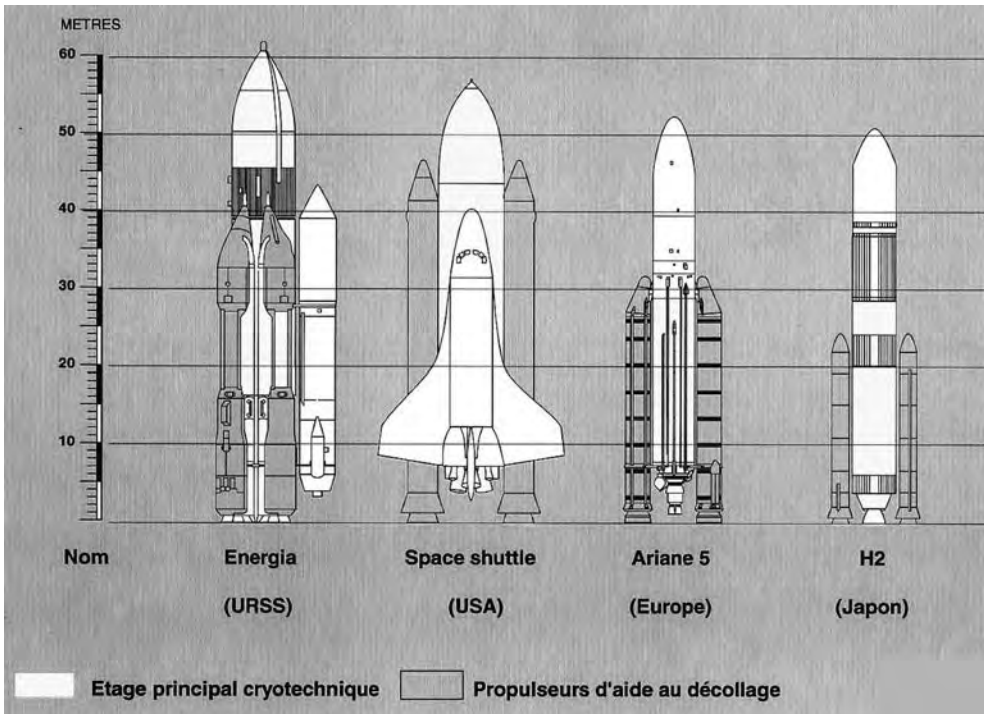 METRES
60
50
40
30
20
10
Nom Energia Space shuttle Ariane 5 H2
(URSS) (USA) (Europe) (Japon)
Etage principal cryotechnique Propulseurs d'aide au décollage